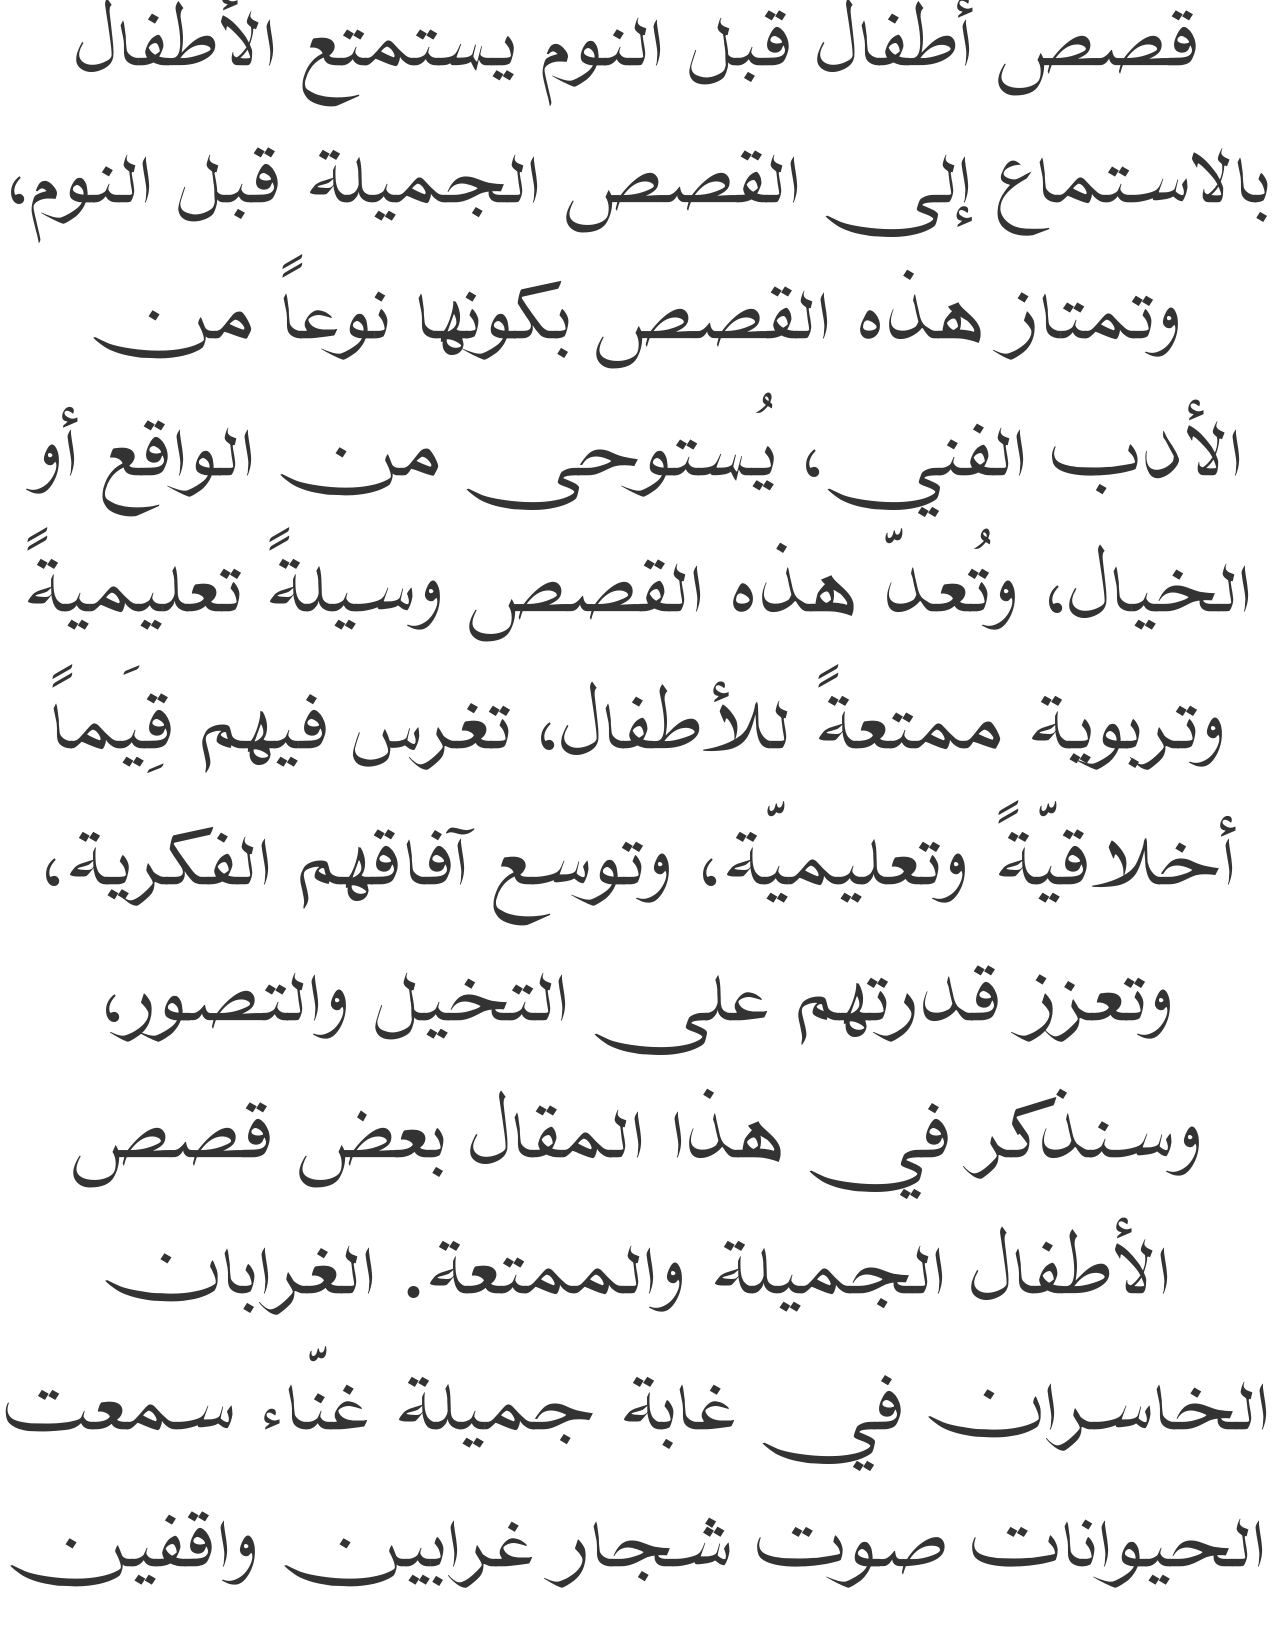 قصص أطفال قبل النوم يستمتع الأطفال
بالاستماع إلى القصص الجميلة قبل النوم،
وتمتاز هذه القصص بكونها نوعاً من
الأدب الفني ، يُستوحى من الواقع أو
الخيال، وتُعدّ هذه القصص وسيلةً تعليميةً
وتربوية ممتعةً للأطفال، تغرس فيهم قِيَماً
أخلاقيّةً وتعليميّة، وتوسع آفاقهم الفكرية،
وتعزز قدرتهم على التخيل والتصور،
وسنذكر في هذا المقال بعض قصص
الأطفال الجميلة والممتعة. الغرابان
الخاسران في غابة جميلة غنّاء سمعت
الحيوانات صوت شجار غرابين واقفين